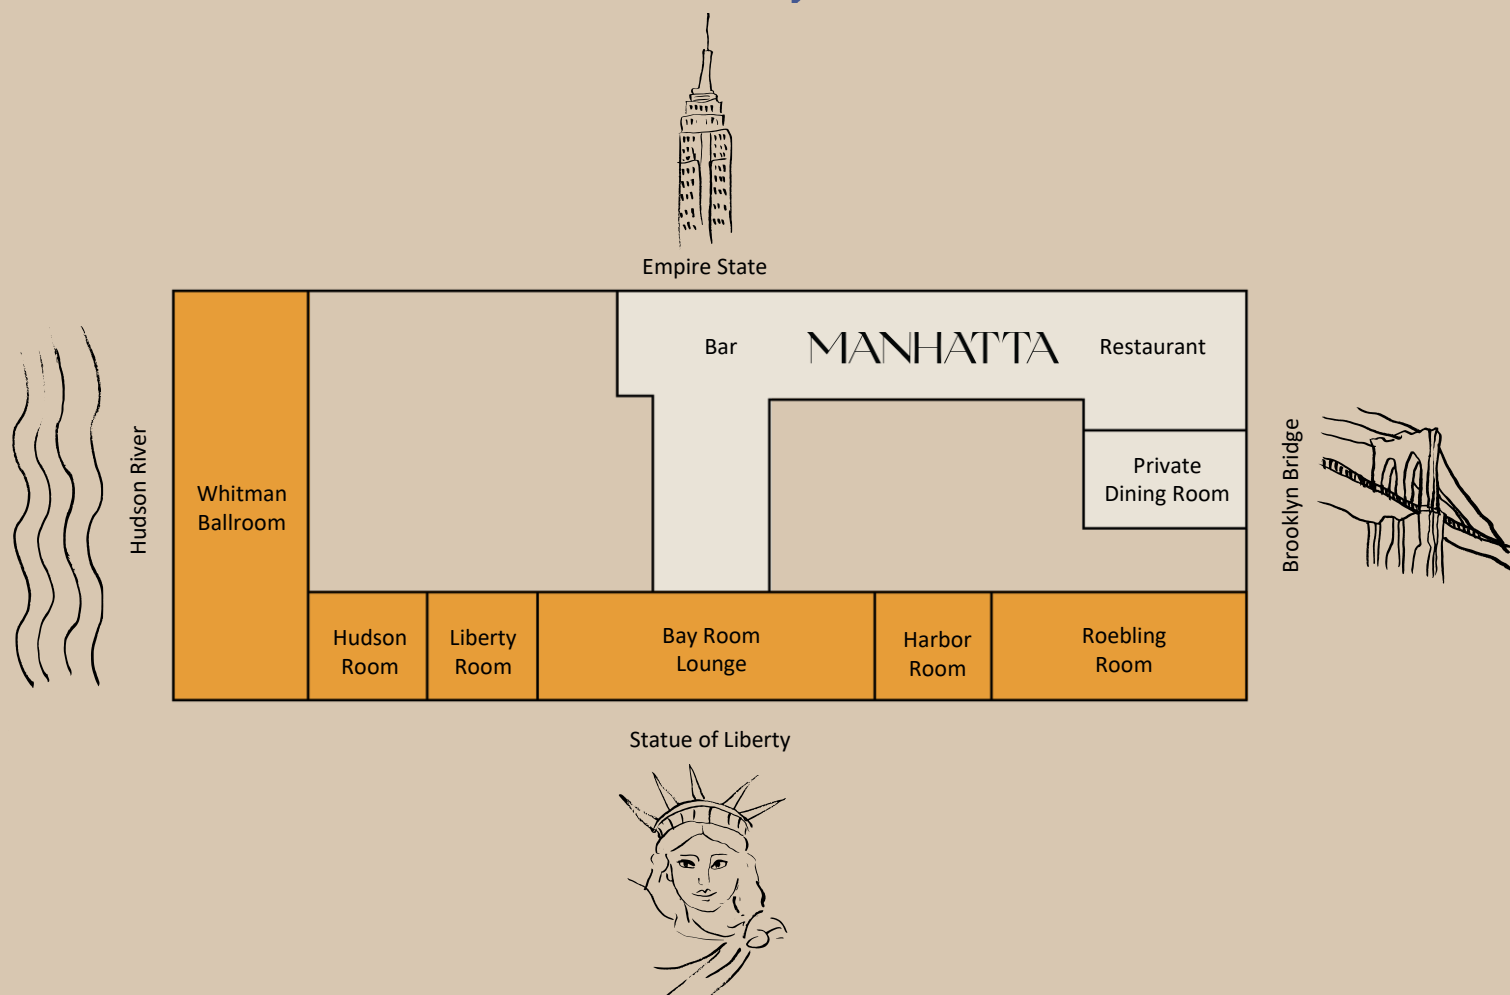 Empire State
Bar
MANHATTA
Restaurant
Hudson River
Whitman
Ballroom
Private
Dining Room
Brooklyn Bridge
Hudson
Room
Liberty
Room
Bay Room
Lounge
Harbor
Room
Roebling
Room
Statue of Liberty